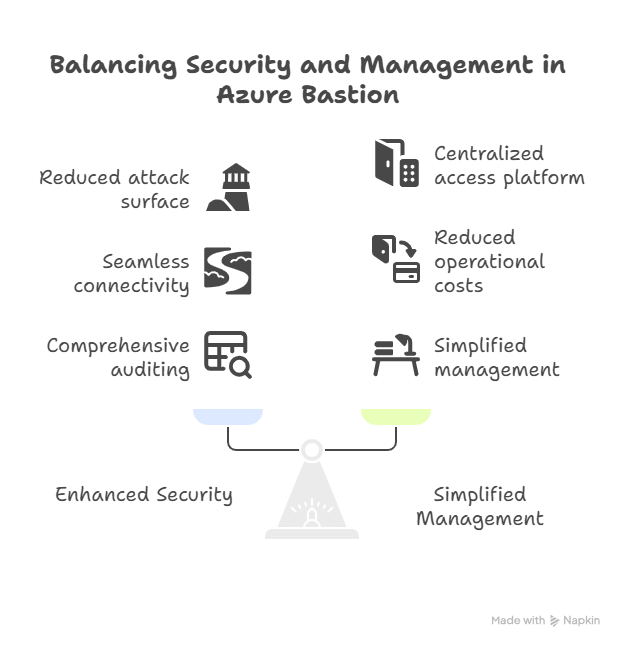 Balancing Security and Management in
Azure Bastion
Reduced attack
surface
Seamless
connectivity
Comprehensive
auditing
Centralized
access platform
Reduced
operational
costs
Simplified
management
Enhanced Security
Simplified
Management
Made with Napkin